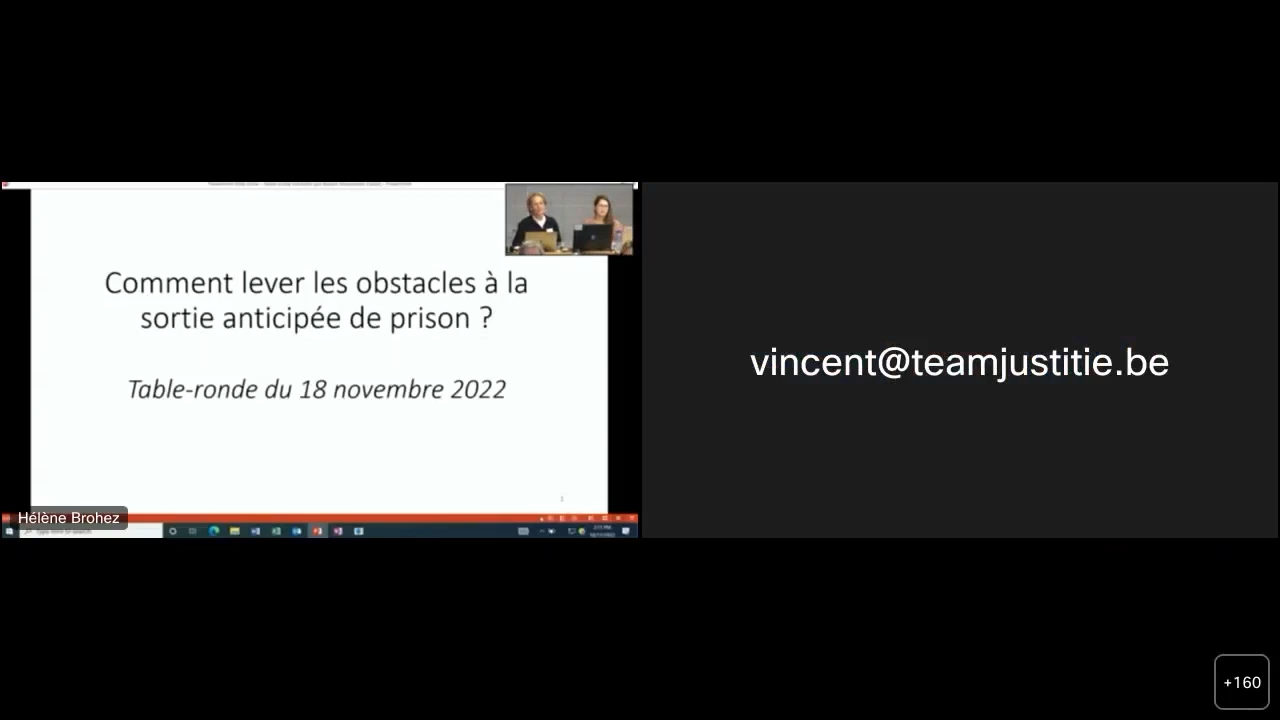 Comment lever les obstacles à la
sortie anticipée de prison ?
Table-ronde du 18 novembre 2022
Hélène Brohez
vincent@teamjustitie.be
+160